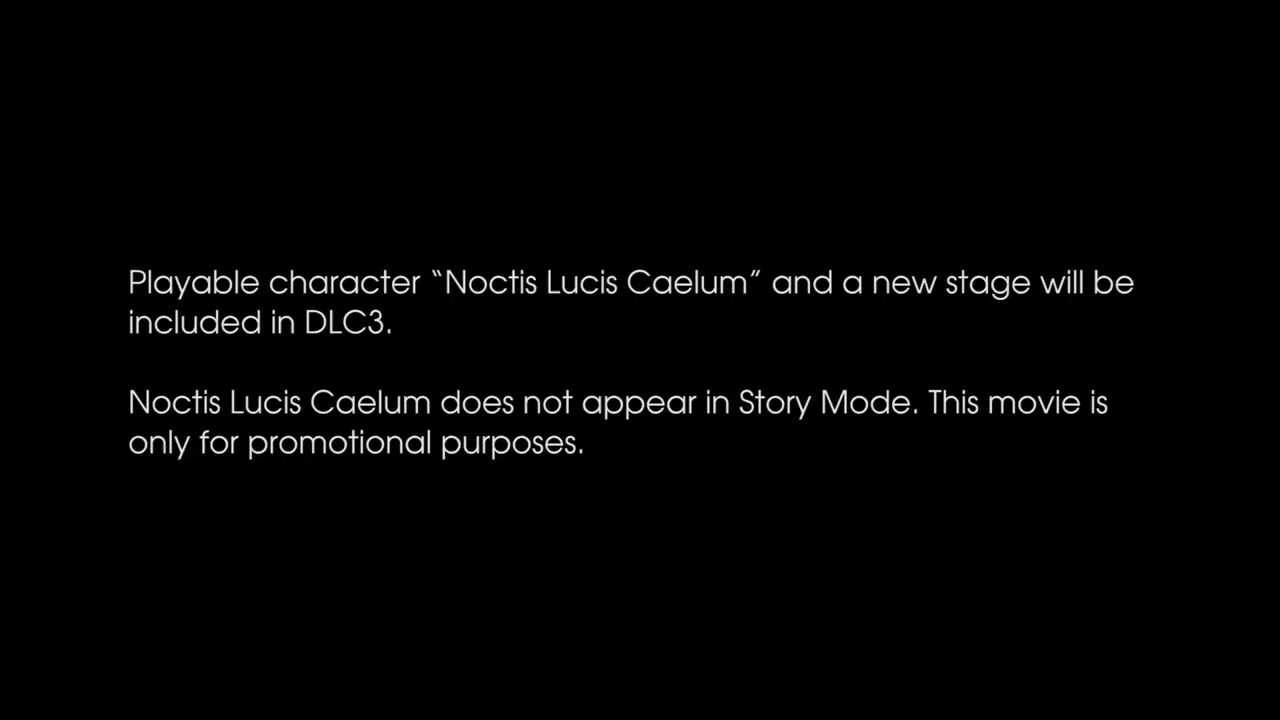 Playable character “Noctis Lucis Caelum” and a new stage will be
included in DLC3.
Noctis Lucis Caelum does not appear in Story Mode. This movie is
only for promotional purposes.